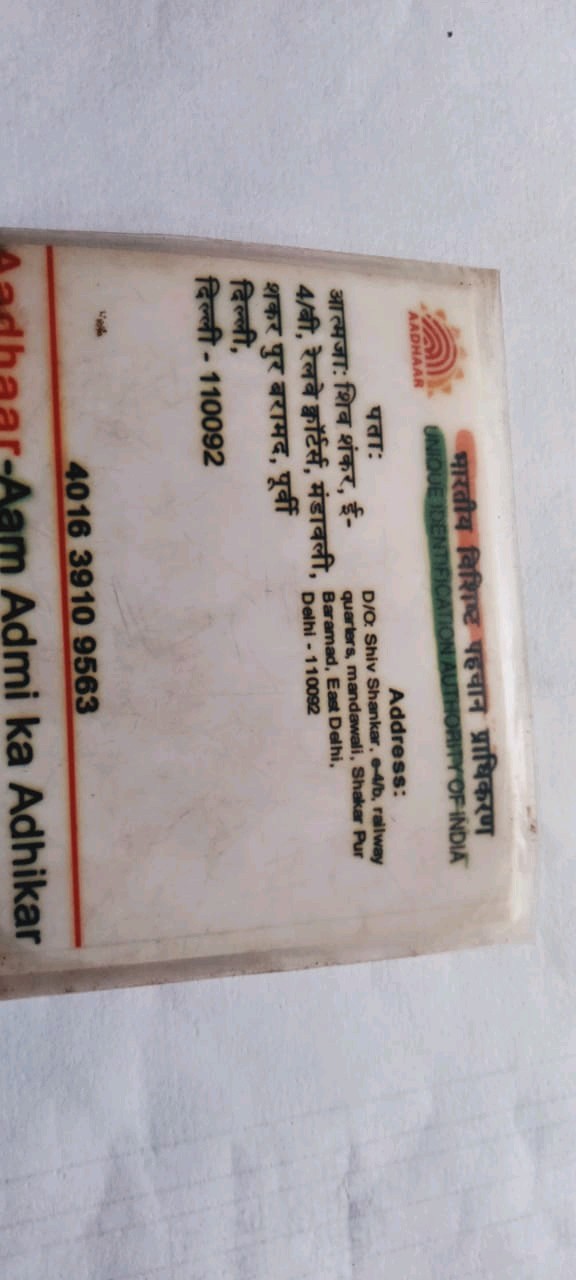 AADHAAR
भारतीय विशिष्ट पहचान प्राधिकरण
UNIQUE IDENTIFICATION AUTHORITY OF INDIA
पता:
आत्मजा: शिव शंकर, ई-
4/बी, रेलवे क्वॉर्टर्स, मंडावली,
शकर पुर बरामद, पूर्वी
दिल्ली,
दिल्ली - 110092
Address:
D/O: Shiv Shankar, e-4/b, railway
quarters, mandawali, Shakar Pur
Baramad, East Delhi,
Delhi - 110092
4016 3910 9563
Aadhaar-Aam Admi ka Adhikar